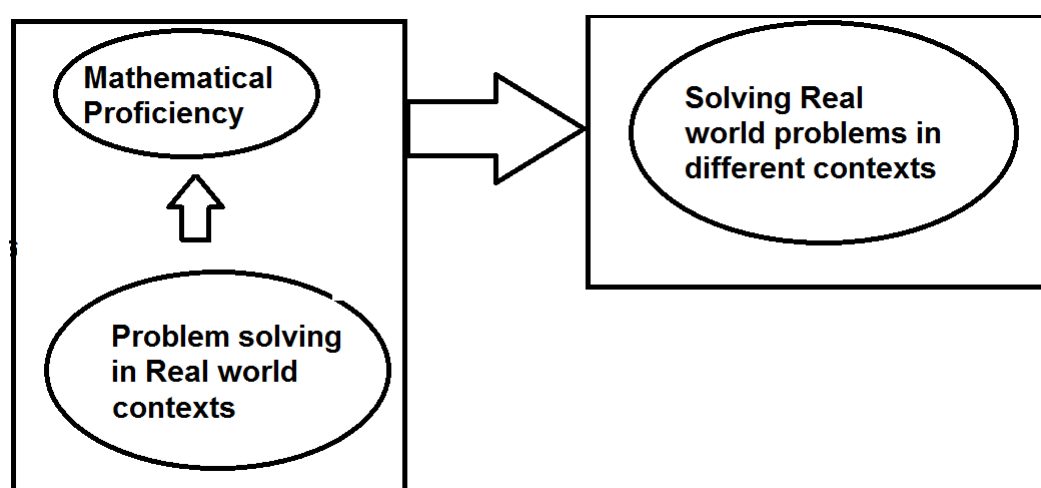 Mathematical
Proficiency
Problem solving
in Real world
contexts
Solving Real
world problems in
different contexts